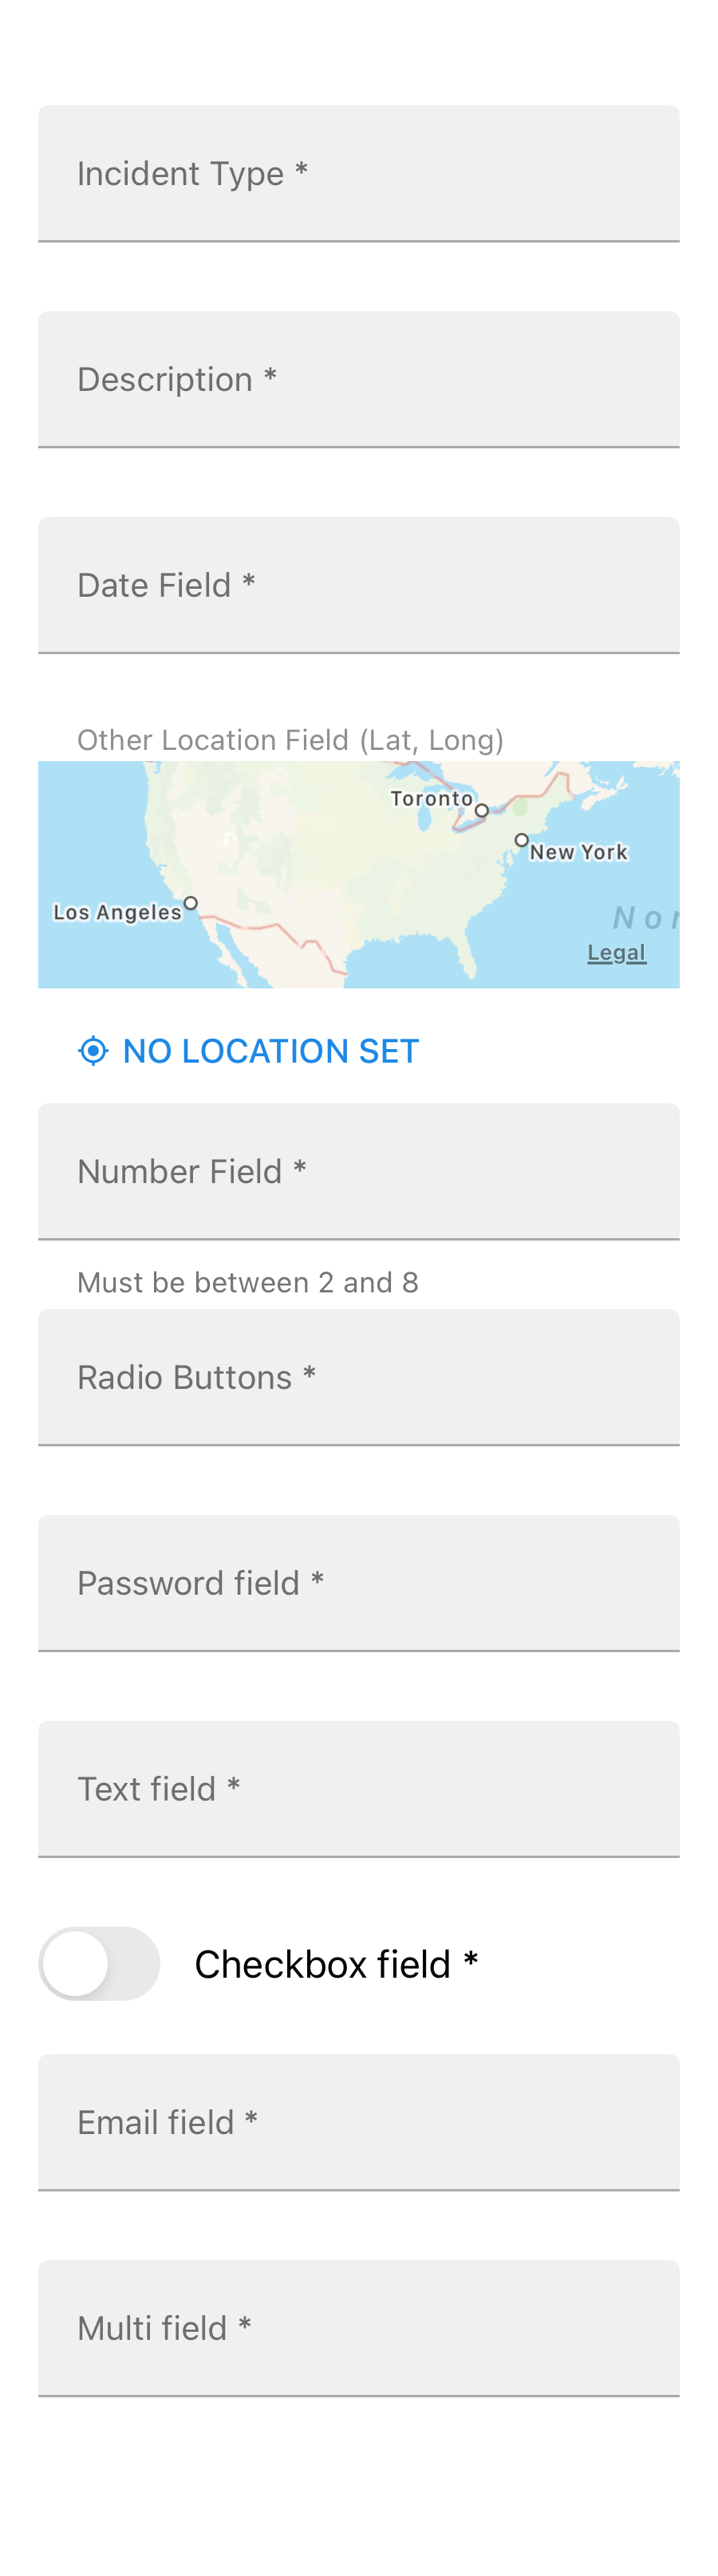 Incident Type *
Description *
Date Field *
Other Location Field (Lat, Long)
Toronto
New York
Los Angeles
Nor
Legal
NO LOCATION SET
Number Field *
Must be between 2 and 8
Radio Buttons *
Password field *
Text field *
Checkbox field *
Email field *
Multi field *